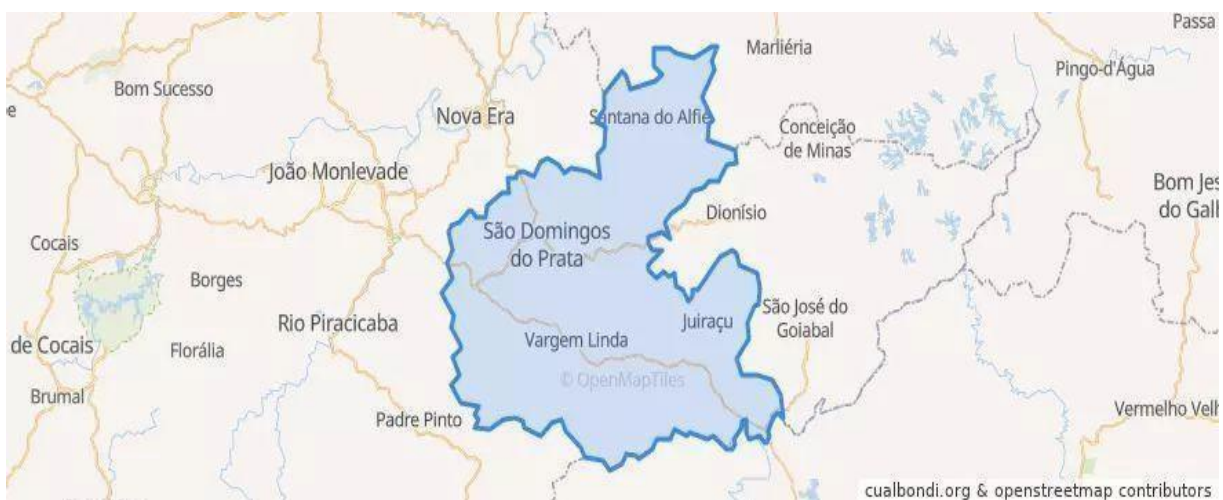 Passa
Marliéria
Pingo-d'Água
Bom Sucesso
e
Nova Era
Santana do Alfie
Conceição
de Minas
João Monlevade
Bom Jes
do Gall
Dionísio
São Domingos
do Prata
Cocais
Borges
São José do
Goiabal
Rio Piracicaba
Juiraçu
de Cocais
Florália
Vargem Linda
© OpenMapTiles
Brumal
Padre Pinto
Vermelho Velh
cualbondi.org & openstreetmap contributors